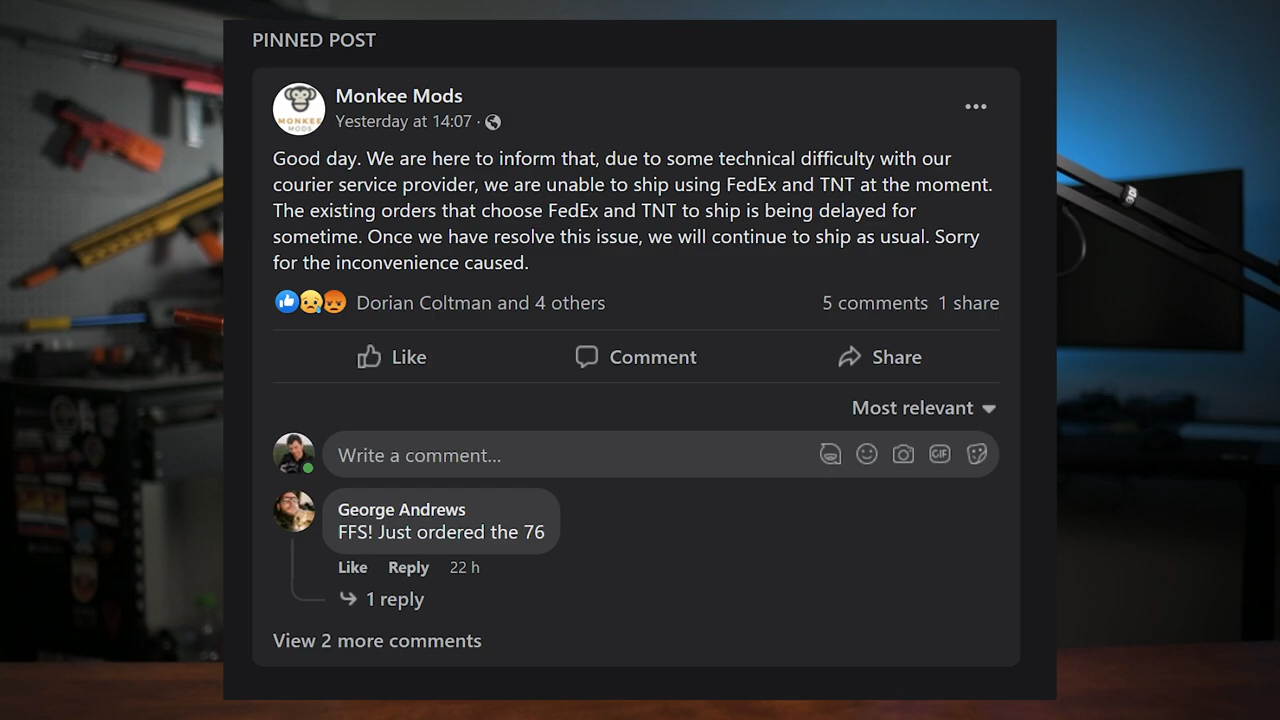 PINNED POST
MONKEE
MODS
Monkee Mods
Yesterday at 14:07 ·
Good day. We are here to inform that, due to some technical difficulty with our
courier service provider, we are unable to ship using FedEx and TNT at the moment.
The existing orders that choose FedEx and TNT to ship is being delayed for
sometime. Once we have resolve this issue, we will continue to ship as usual. Sorry
for the inconvenience caused.
Dorian Coltman and 4 others
5 comments 1 share
Like Comment Share
Most relevant
Write a comment...
GIF
George Andrews
FFS! Just ordered the 76
Like Reply 22 h
1 reply
View 2 more comments